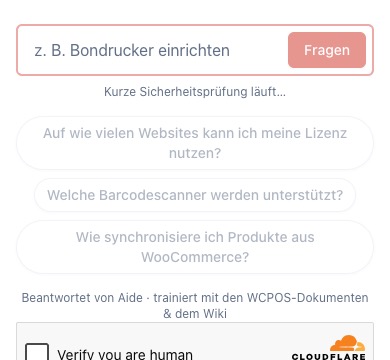 z. B. Bondrucker einrichten
Fragen
Kurze Sicherheitsprüfung läuft...
Auf wie vielen Websites kann ich meine Lizenz
nutzen?
Welche Barcodescanner werden unterstützt?
Wie synchronisiere ich Produkte aus
WooCommerce?
Beantwortet von Aide · trainiert mit den WCPOS-Dokumenten
& dem Wiki
Verify you are human
CLOUDFLARE